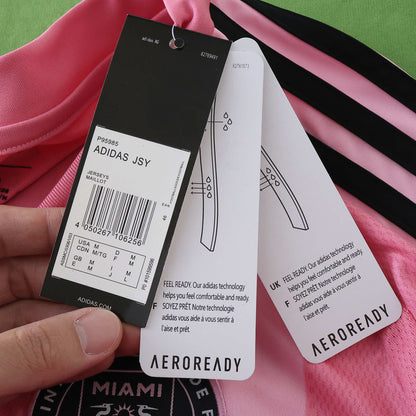 62789491
62791573
P95985
ADIDAS JSY
JERSEYS
MAILLOT
EAN
4 050267 106256
USA M D M
CDN M/TG F M
GB M I M
E M
ADIDAS.COM
FEEL READY. Our adidas technology
helps you feel comfortable and ready.
SOYEZ PRÊT. Notre technologie
adidas vous aide à vous sentir à
l'aise et prêt.
AEROREADY
UK
F
FEEL READY. Our adidas technology
helps you feel comfortable and ready.
SOYEZ PRÊT. Notre technologie
adidas vous aide à vous sentir à
l'aise et prêt.
AEROREADY
MIAMI